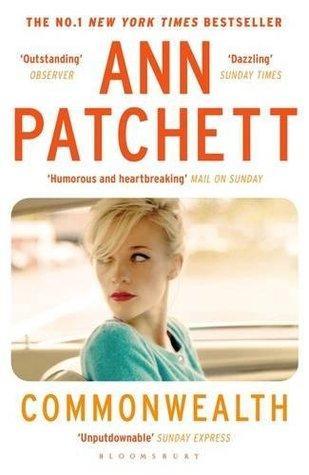 THE NO.1 NEW YORK TIMES BESTSELLER
'Outstanding' 'Dazzling'
OBSERVER SUNDAY TIMES
ANN
PATCHETT
'Humorous and heartbreaking' MAIL ON SUNDAY
COMMONWEALTH
'Unputdownable' SUNDAY EXPRESS
BLOOMSBURY